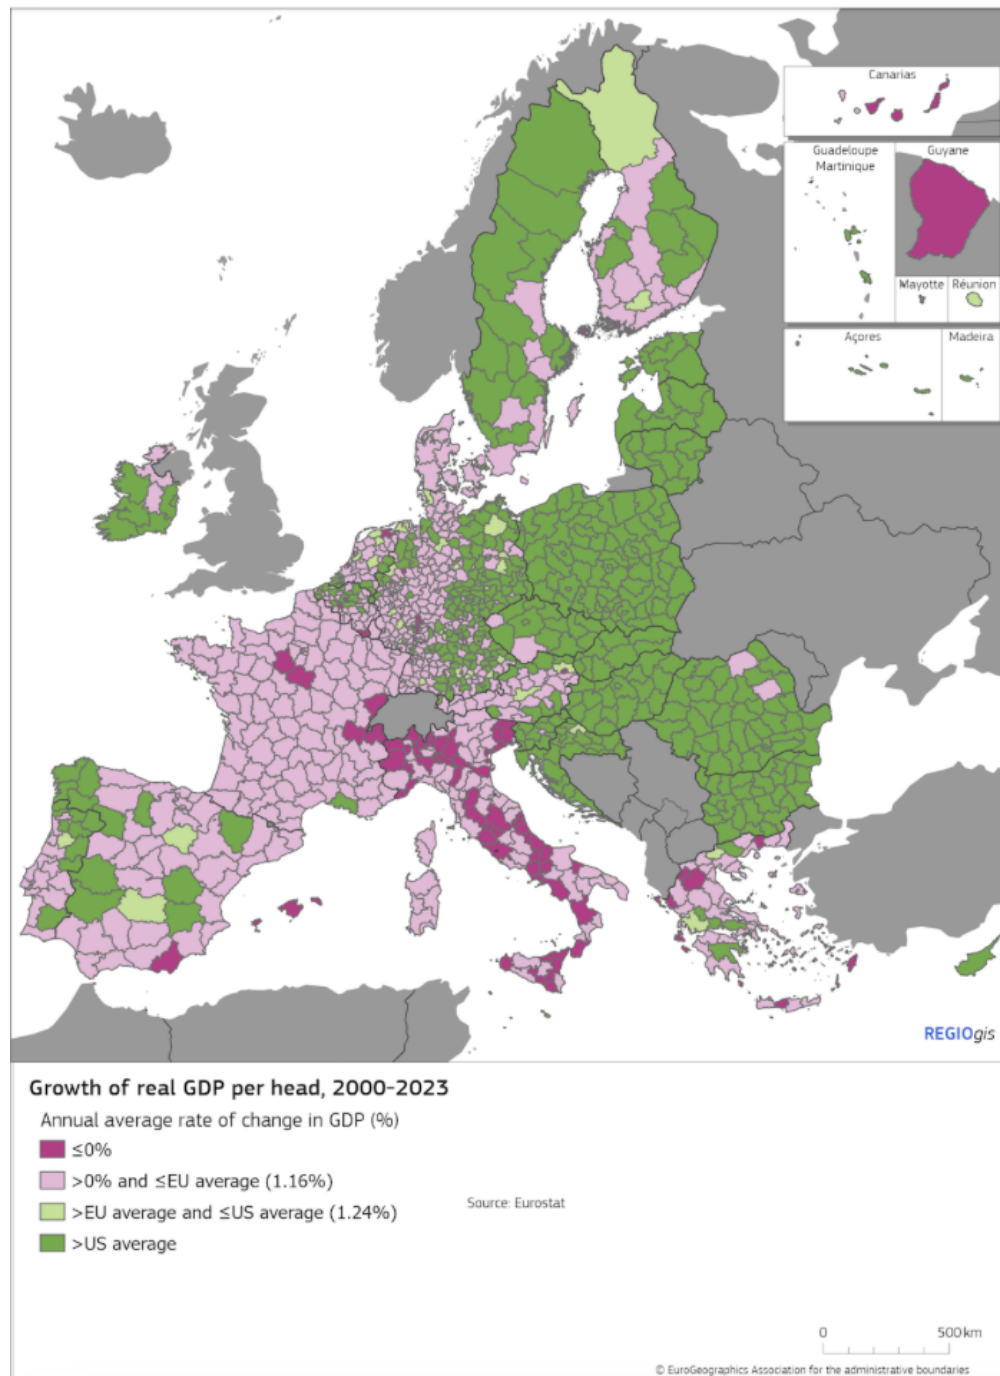 Canarias
Guadeloupe
Martinique
Guyane
Mayotte
Réunion
Açores
Madeira
REGIOgis
Growth of real GDP per head, 2000-2023
Annual average rate of change in GDP (%)
≤0%
>0% and ≤EU average (1.16%)
>EU average and ≤US average (1.24%)
>US average
Source: Eurostat
0 500 km
© EuroGeographics Association for the administrative boundaries